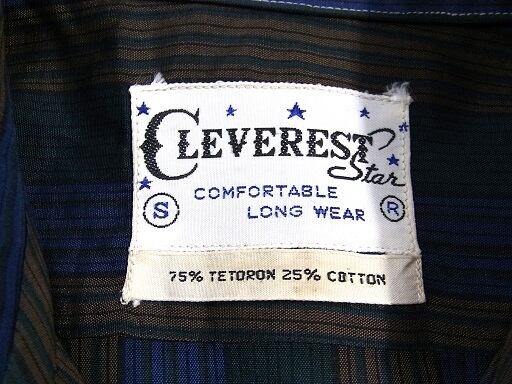 CLEVEREST
Star
COMFORTABLE
S LONG WEAR R
75% TETORON 25% COTTON